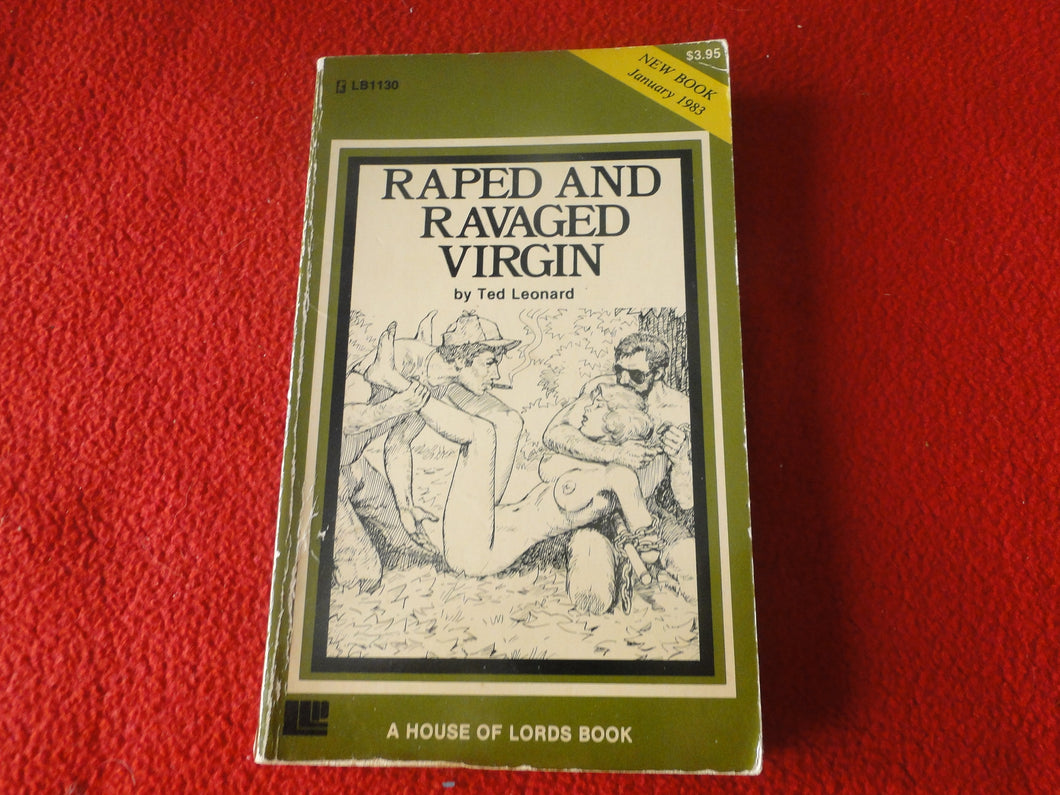 LB1130
$3.95
NEW BOOK
January 1983
RAPED AND
RAVAGED
VIRGIN
by Ted Leonard
A HOUSE OF LORDS BOOK